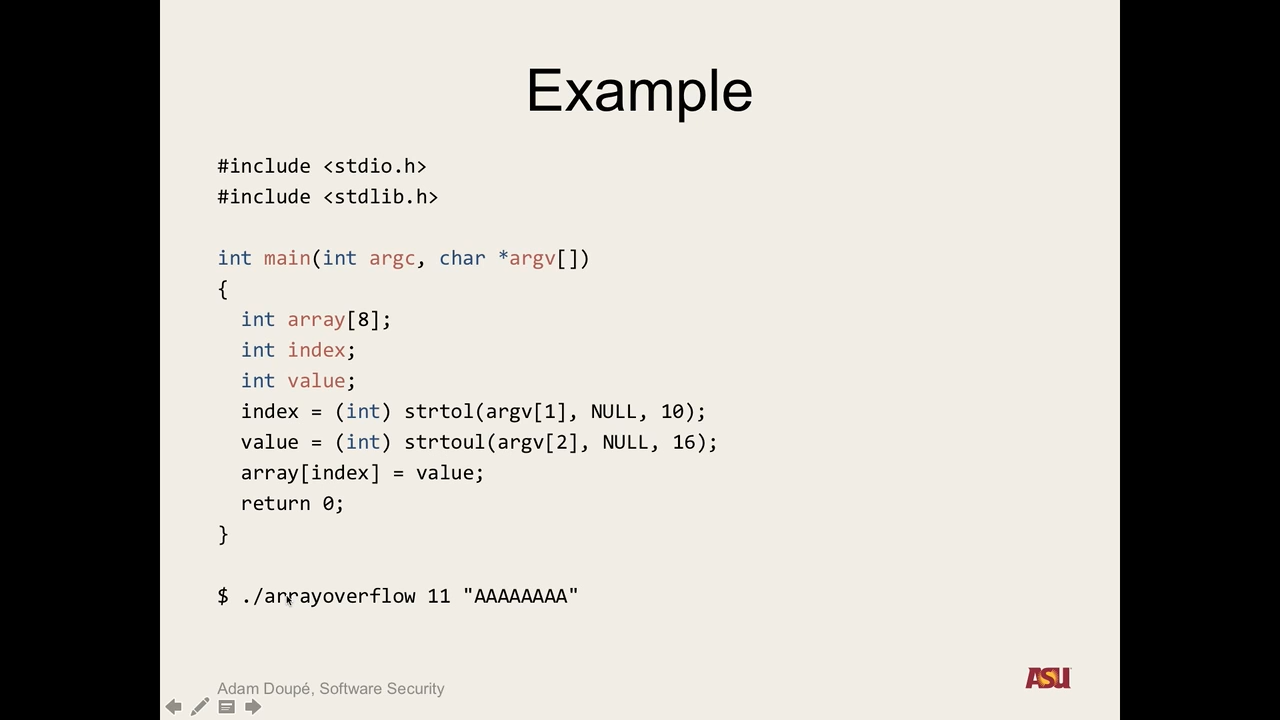 Example
#include <stdio.h>
#include <stdlib.h>
int main(int argc, char *argv[])
{
int array[8];
int index;
int value;
index = (int) strtol(argv[1], NULL, 10);
value = (int) strtoul(argv[2], NULL, 16);
array[index] = value;
return 0;
}
$ ./arrayoverflow 11 "AAAAAAAA"
Adam Doupé, Software Security
ASU